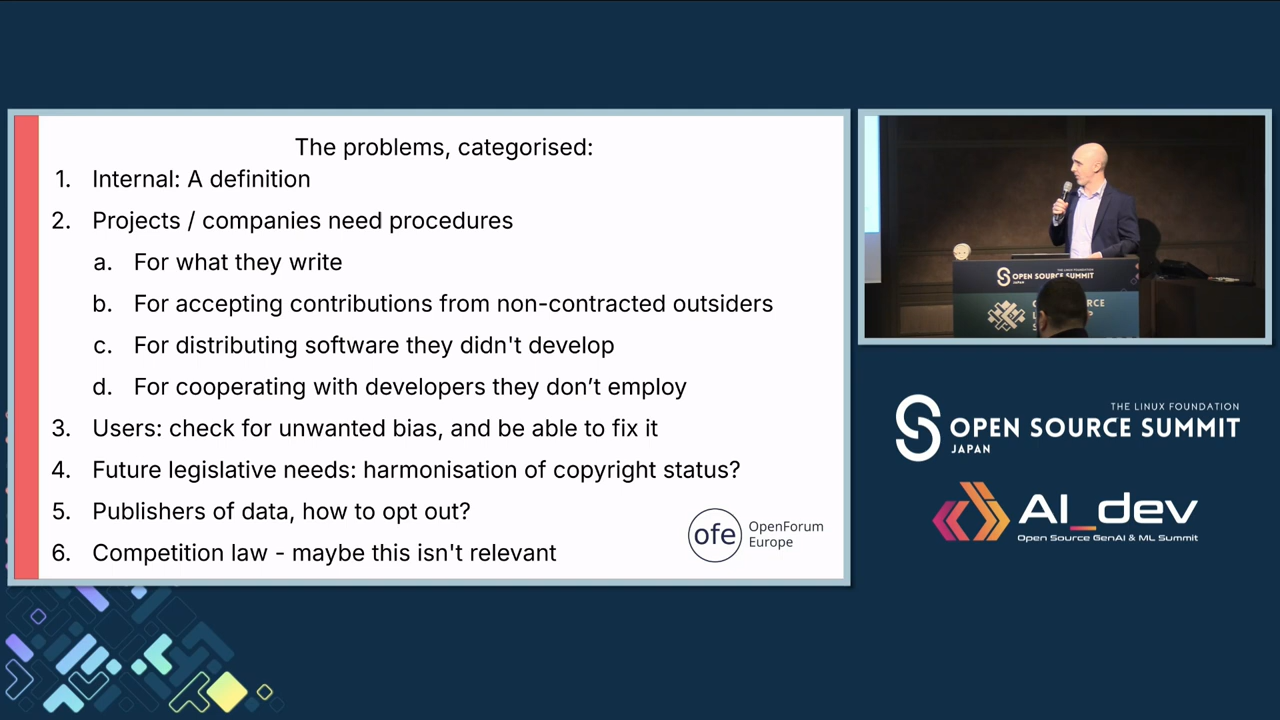 The problems, categorised:
1. Internal: A definition
2. Projects / companies need procedures
a. For what they write
b. For accepting contributions from non-contracted outsiders
c. For distributing software they didn't develop
d. For cooperating with developers they don’t employ
3. Users: check for unwanted bias, and be able to fix it
4. Future legislative needs: harmonisation of copyright status?
5. Publishers of data, how to opt out?
6. Competition law - maybe this isn't relevant
ofe OpenForum
Europe
THE LINUX FOUNDATION
OPEN SOURCE SUMMIT
JAPAN
THE LINUX FOUNDATION
OPEN SOURCE SUMMIT
JAPAN
AI_dev
Open Source GenAI & ML Summit